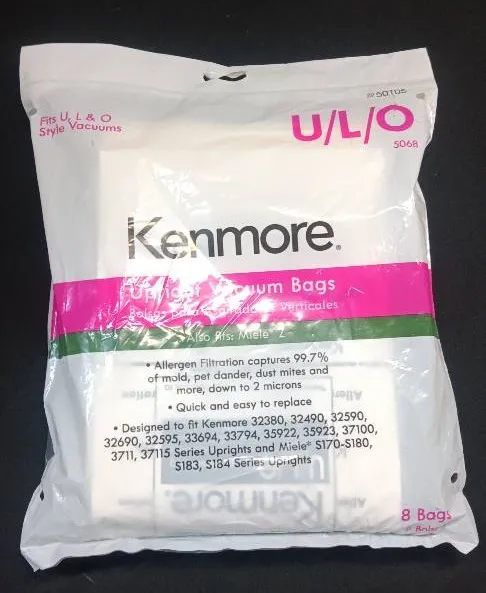 50105
Fits U, L & O
Style Vacuums
U/L/O
5068
Kenmore.
Upright Vacuum Bags
Bolsas para verticales
Also Fits: Miele® Z
• Allergen Filtration captures 99.7%
of mold, pet dander, dust mites and
more, down to 2 microns
• Quick and easy to replace
• Designed to fit Kenmore 32380, 32490, 32590,
32690, 32595, 33694, 33794, 35922, 35923, 37100,
3711, 37115 Series Uprights and Miele® S170-S180,
S183, S184 Series Uprights
Kenmore.
8 Bags